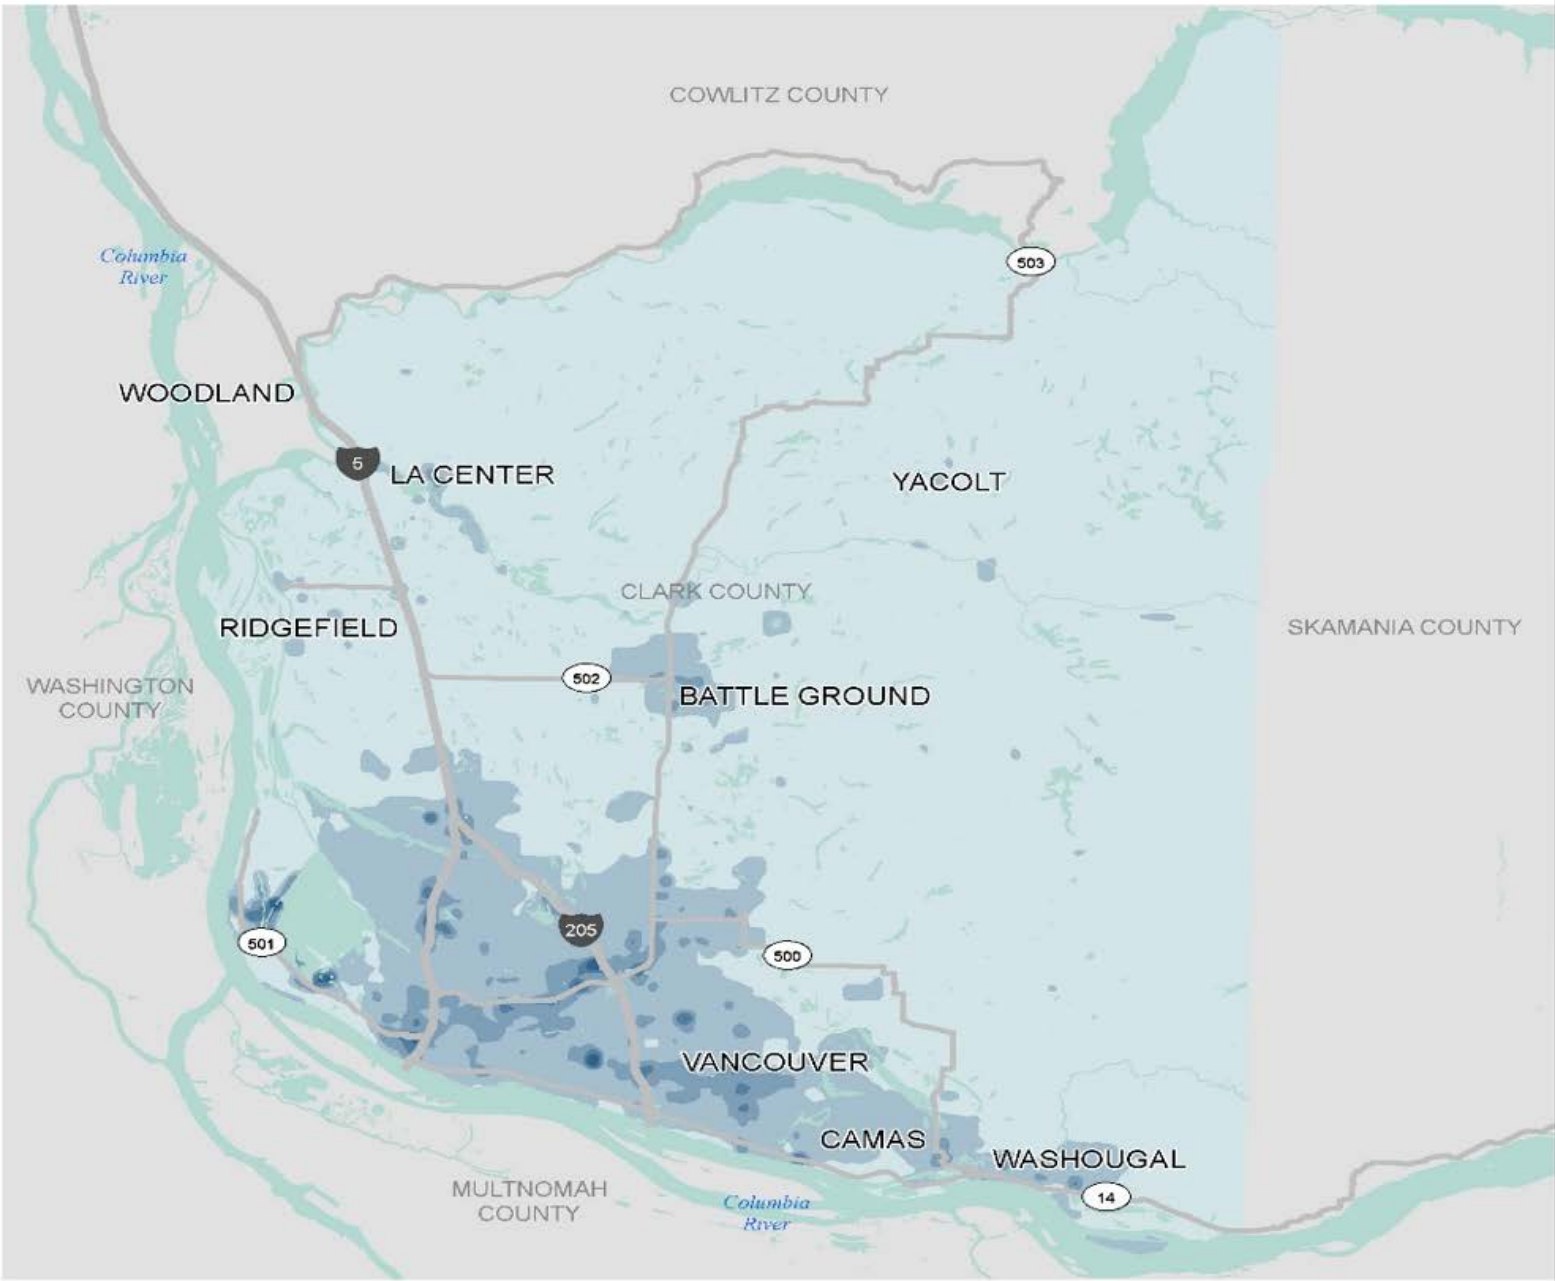 COWLITZ COUNTY
Columbia
River
503
WOODLAND
5
LA CENTER
YACOLT
CLARK COUNTY
RIDGEFIELD
SKAMANIA COUNTY
WASHINGTON
COUNTY
502
BATTLE GROUND
205
501
500
VANCOUVER
CAMAS
WASHOUGAL
MULTNOMAH
COUNTY
14
Columbia
River